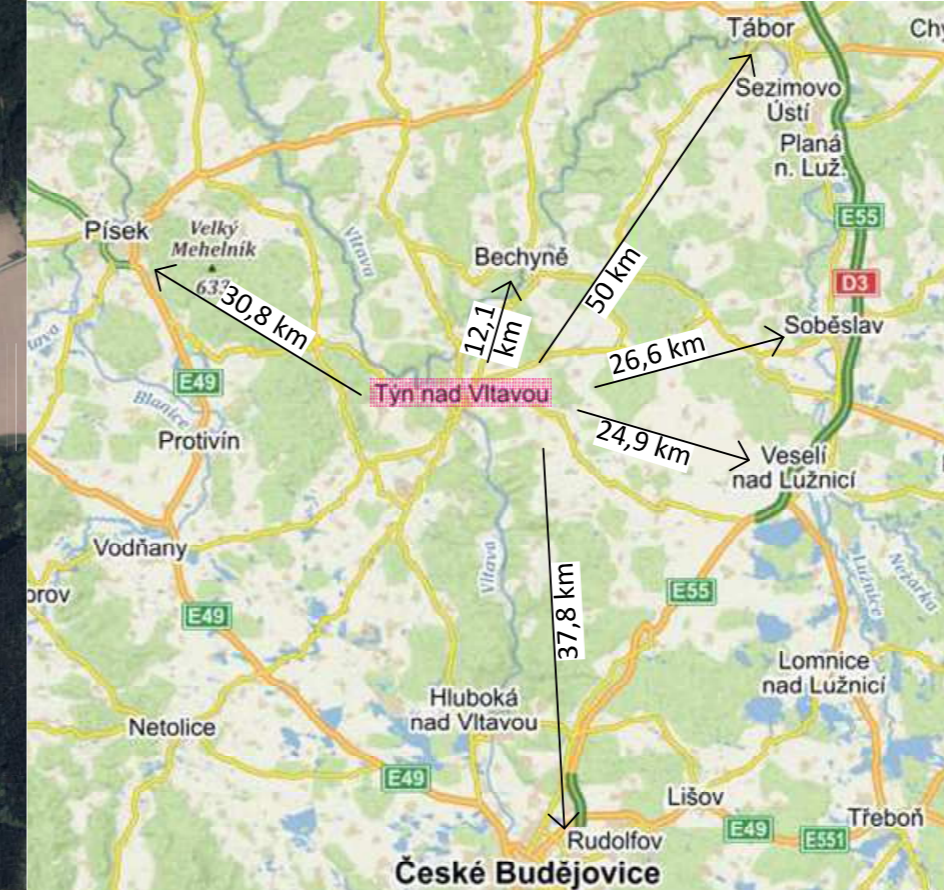 Tábor
Chý
Sezimovo
Ústí
Planá
n. Luž.
E55
Písek
Velký
Mehelník
Vltava
Bechyně
D3
50 km
30,8 km
12,1
km
Soběslav
26,6 km
E49
Týn nad Vltavou
Blanice
Protivín
24,9 km
Veselí
nad Lužnicí
Vodňany
Vltava
Lužnice
Nežárka
orov
E49
37,8 km
E55
Lomnice
nad Lužnicí
Hluboká
nad Vltavou
Netolice
E49
Lišov
Třeboň
Rudolfov
E49
E551
České Budějovice